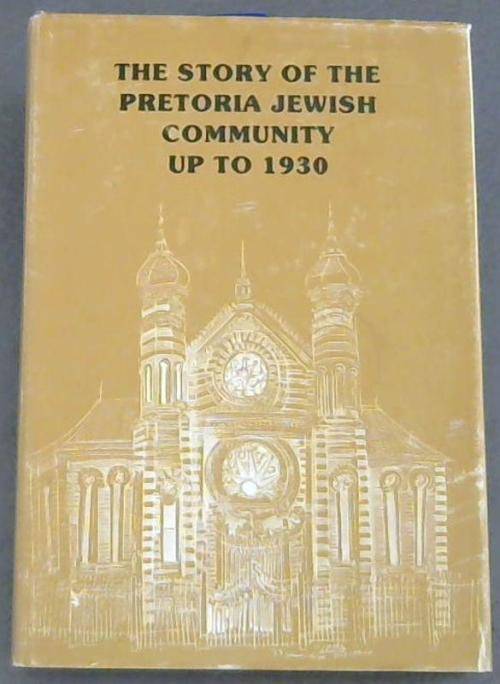 THE STORY OF THE
PRETORIA JEWISH
COMMUNITY
UP TO 1930